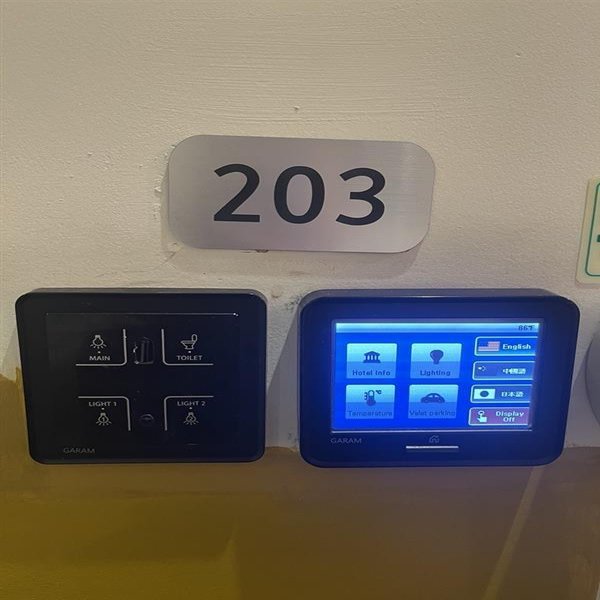 203
MAIN
TOILET
LIGHT 1
LIGHT 2
GARAM
86°F
Hotel Info
Lighting
English
中國語
Temperature
Valet parking
日本語
Display
Off
GARAM